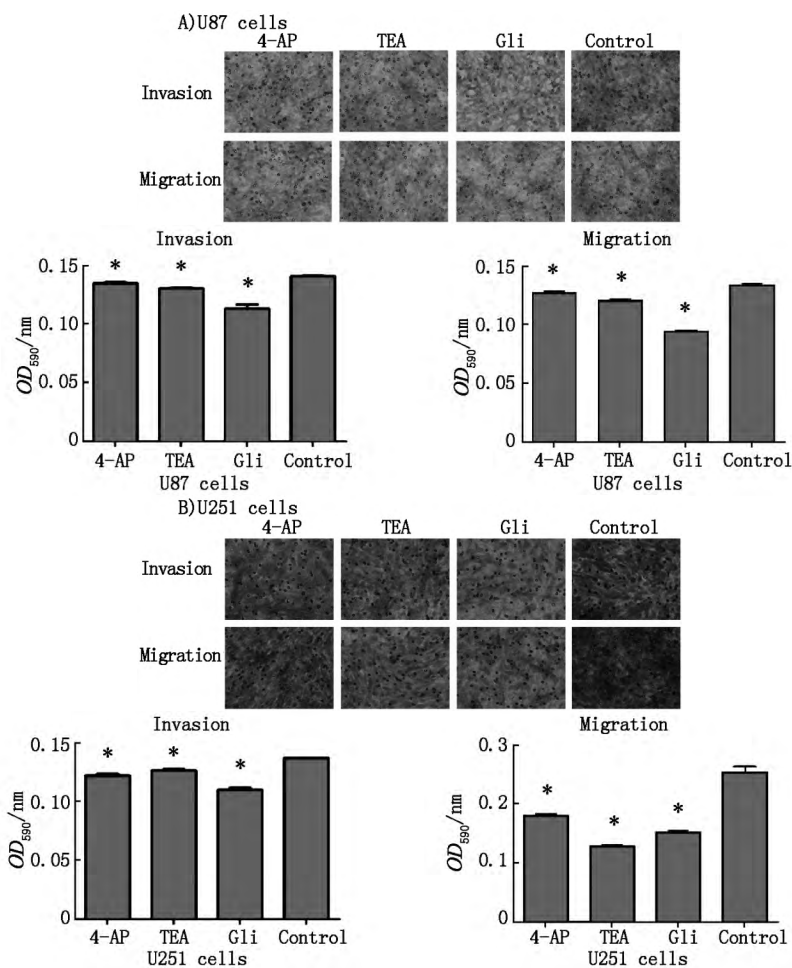 A)U87 cells
4-AP TEA Gli Control
Invasion
Migration
Invasion
0.15
0.10
0.05
0
OD590/nm
* * *
4-AP TEA Gli Control
U87 cells
Migration
0.15
0.10
0.05
0
OD590/nm
* * *
4-AP TEA Gli Control
U87 cells
B)U251 cells
4-AP TEA Gli Control
Invasion
Migration
Invasion
0.15
0.10
0.05
0
OD590/nm
* * *
4-AP TEA Gli Control
U251 cells
Migration
0.3
0.2
0.1
0
OD590/nm
* * *
4-AP TEA Gli Control
U251 cells